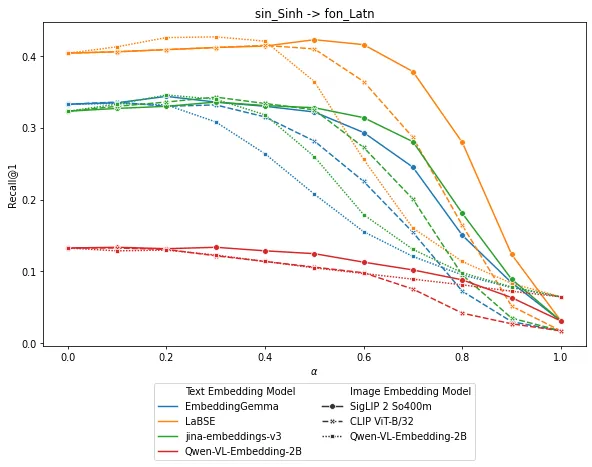 sin_Sinh -> fon_Latn
0.4
0.3
0.2
0.1
0.0
Recall@1
0.0 0.2 0.4 0.6 0.8 1.0
α
Text Embedding Model Image Embedding Model
EmbeddingGemma SigLIP 2 So400m
LaBSE CLIP ViT-B/32
jina-embeddings-v3 Qwen-VL-Embedding-2B
Qwen-VL-Embedding-2B